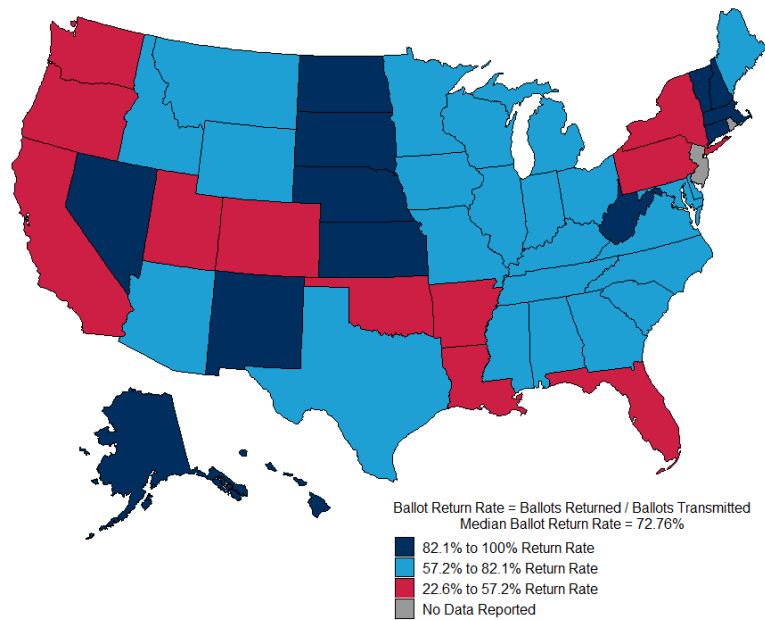 Ballot Return Rate = Ballots Returned / Ballots Transmitted
Median Ballot Return Rate = 72.76%
82.1% to 100% Return Rate
57.2% to 82.1% Return Rate
22.6% to 57.2% Return Rate
No Data Reported